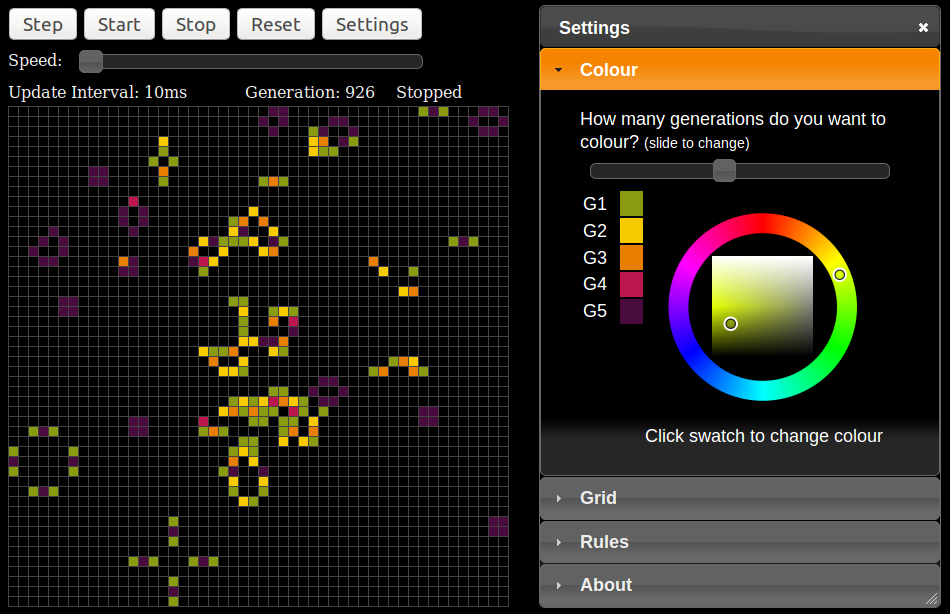 Step Start Stop Reset Settings
Speed:
Update Interval: 10ms Generation: 926 Stopped
Settings
Colour
How many generations do you want to
colour? (slide to change)
G1
G2
G3
G4
G5
Click swatch to change colour
Grid
Rules
About